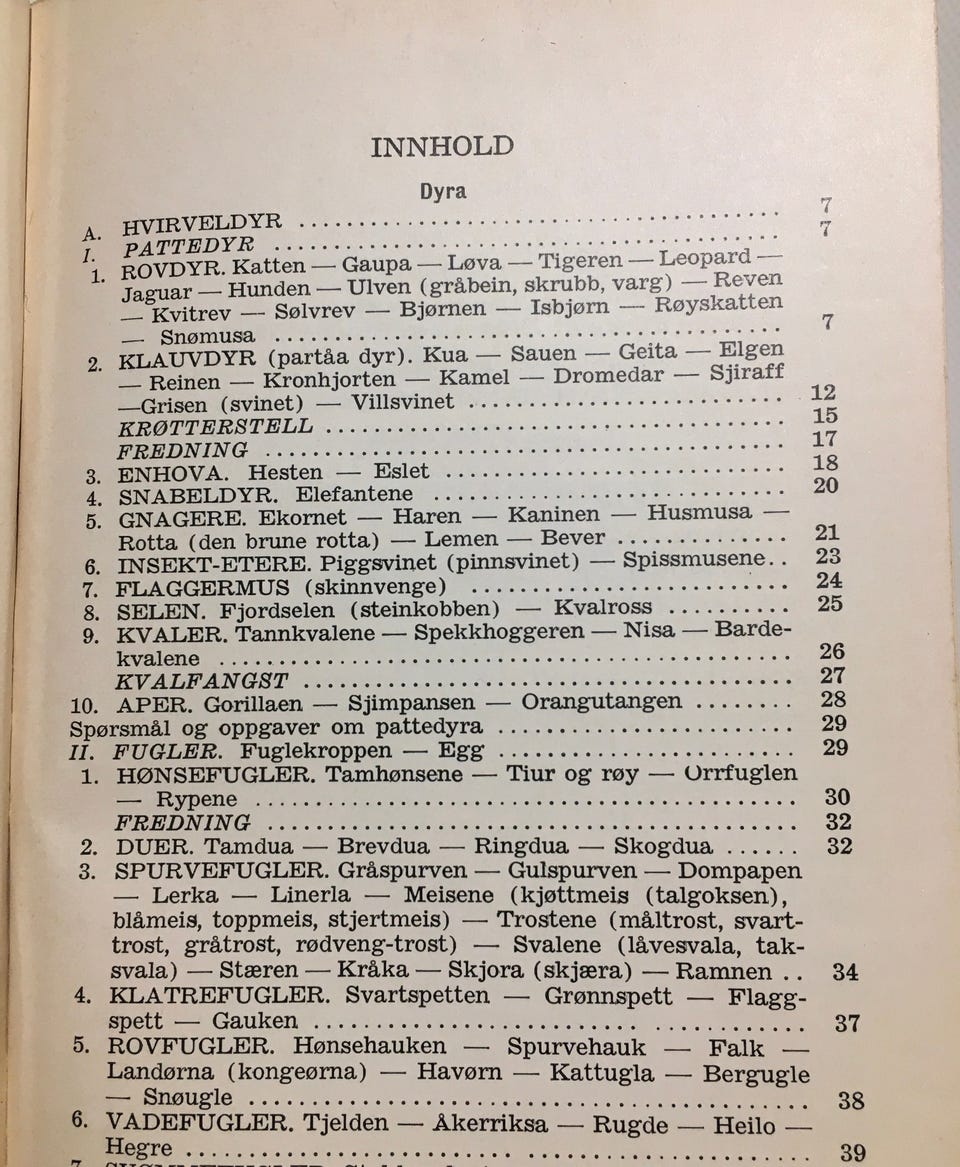 INNHOLD
Dyra
A. HVIRVELDYR ........................................ 7
I. PATTEDYR ........................................ 7
1. ROVDYR. Katten — Gaupa — Løva — Tigeren — Leopard —
Jaguar — Hunden — Ulven (gråbein, skrubb, varg) — Reven
— Kvitrev — Sølvrev — Bjørnen — Isbjørn — Røyskatten
— Snømusa ........................................ 7
2. KLAUVDYR (partåa dyr). Kua — Sauen — Geita — Elgen
— Reinen — Kronhjorten — Kamel — Dromedar — Sjiraff
—Grisen (svinet) — Villsvinet ........................... 12
KRØTTERSTELL ........................................ 15
FREDNING ........................................ 17
3. ENHOVA. Hesten — Eslet .............................. 18
4. SNABELDYR. Elefantene .............................. 20
5. GNAGERE. Ekornet — Haren — Kaninen — Husmusa —
Rotta (den brune rotta) — Lemen — Bever .............. 21
6. INSEKT-ETERE. Piggsvinet (pinnsvinet) — Spissmusene.. 23
7. FLAGGERMUS (skinnvenge) ........................... 24
8. SELEN. Fjordselen (steinkobben) — Kvalross .......... 25
9. KVALER. Tannkvalene — Spekkhoggeren — Nisa — Barde-
kvalene ........................................ 26
KVALFANGST ........................................ 27
10. APER. Gorillaen — Sjimpansen — Orangutangen ........ 28
Spørsmål og oppgaver om pattedyra ........................ 29
II. FUGLER. Fuglekroppen — Egg ........................ 29
1. HØNSEFUGLER. Tamhønsene — Tiur og røy — Orrfuglen
— Rypene ........................................ 30
FREDNING ........................................ 32
2. DUER. Tamdua — Brevdua — Ringdua — Skogdua ...... 32
3. SPURVEFUGLER. Gråspurven — Gulspurven — Dompapen
— Lerka — Linerla — Meisene (kjøttmeis (talgoksen),
blåmeis, toppmeis, stjertmeis) — Trostene (måltrost, svart-
trost, gråtrost, rødveng-trost) — Svalene (låvesvala, tak-
svala) — Stæren — Kråka — Skjora (skjæra) — Ramnen .. 34
4. KLATREFUGLER. Svartspetten — Grønnspett — Flagg-
spett — Gauken ........................................ 37
5. ROVFUGLER. Hønsehauken — Spurvehauk — Falk —
Landørna (kongeørna) — Havørn — Kattugla — Bergugle
— Snøugle ........................................ 38
6. VADEFUGLER. Tjelden — Åkerriksa — Rugde — Heilo —
Hegre ........................................ 39